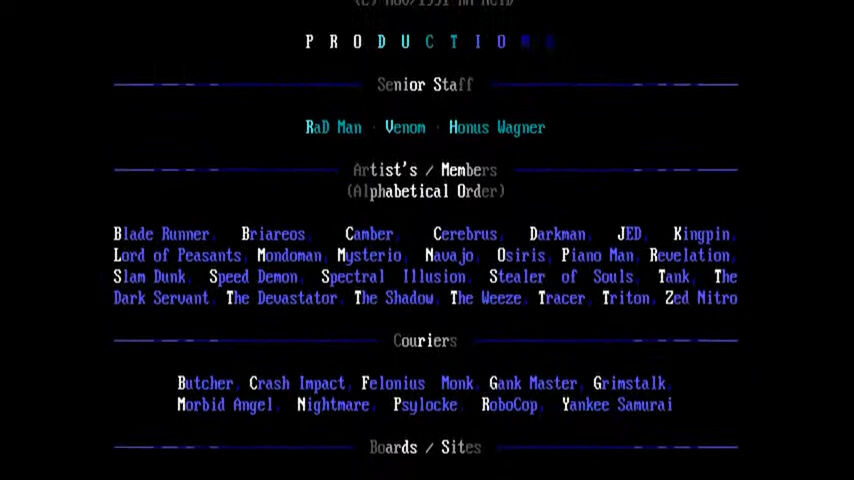 P R O D U C T I O N S
Senior Staff
RaD Man · Venom · Honus Wagner
Artist's / Members
(Alphabetical Order)
Blade Runner, Briareos, Camber, Cerebrus, Darkman, JED, Kingpin,
Lord of Peasants, Mondoman, Mysterio, Navajo, Osiris, Piano Man, Revelation,
Slam Dunk, Speed Demon, Spectral Illusion, Stealer of Souls, Tank, The
Dark Servant, The Devastator, The Shadow, The Weeze, Tracer, Triton, Zed Nitro
Couriers
Butcher, Crash Impact, Felonius Monk, Gank Master, Grimstalk,
Morbid Angel, Nightmare, Psylocke, RoboCop, Yankee Samurai
Boards / Sites